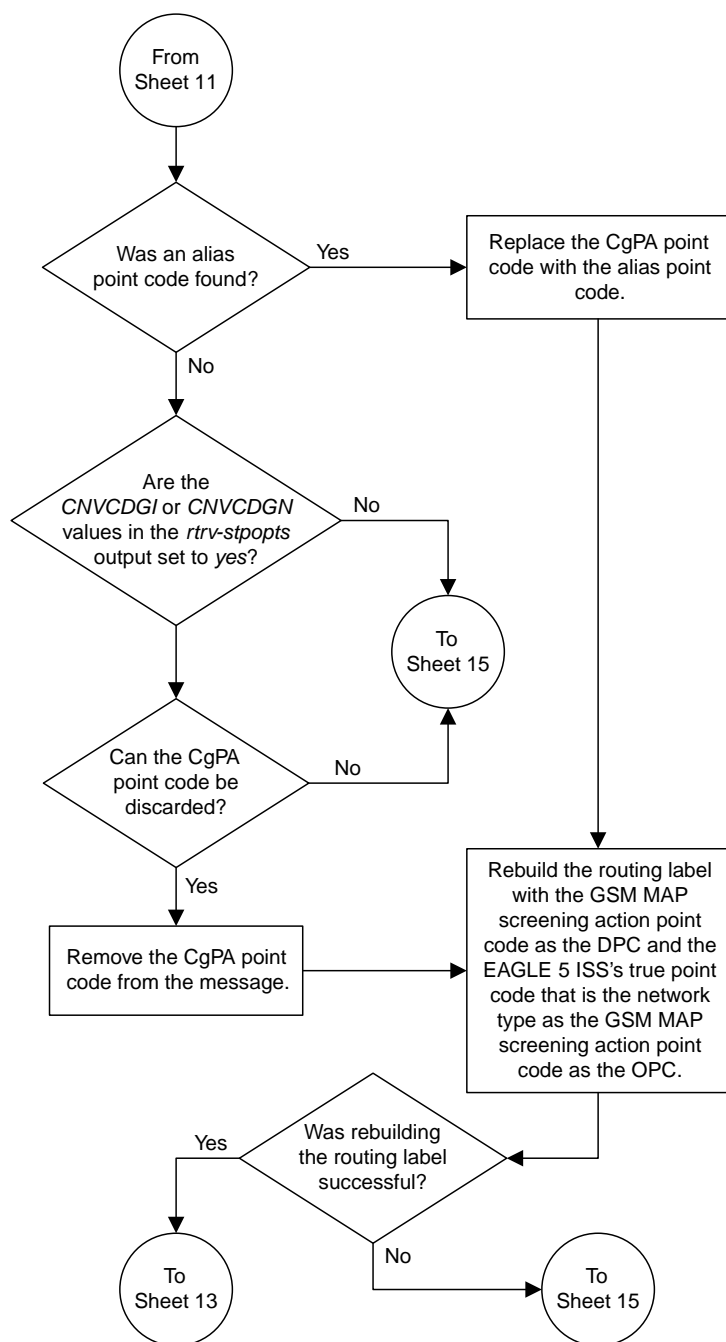 From
Sheet 11
Was an alias
point code found?
Yes
Replace the CgPA point
code with the alias point
code.
No
Are the
CNVCDGI or CNVCDGN
values in the rtrv-stpopts
output set to yes?
No
To
Sheet 15
Can the CgPA
point code be
discarded?
No
Yes
Remove the CgPA point
code from the message.
Rebuild the routing label
with the GSM MAP
screening action point
code as the DPC and the
EAGLE 5 ISS's true point
code that is the network
type as the GSM MAP
screening action point
code as the OPC.
Was rebuilding
the routing label
successful?
Yes
To
Sheet 13
No
To
Sheet 15